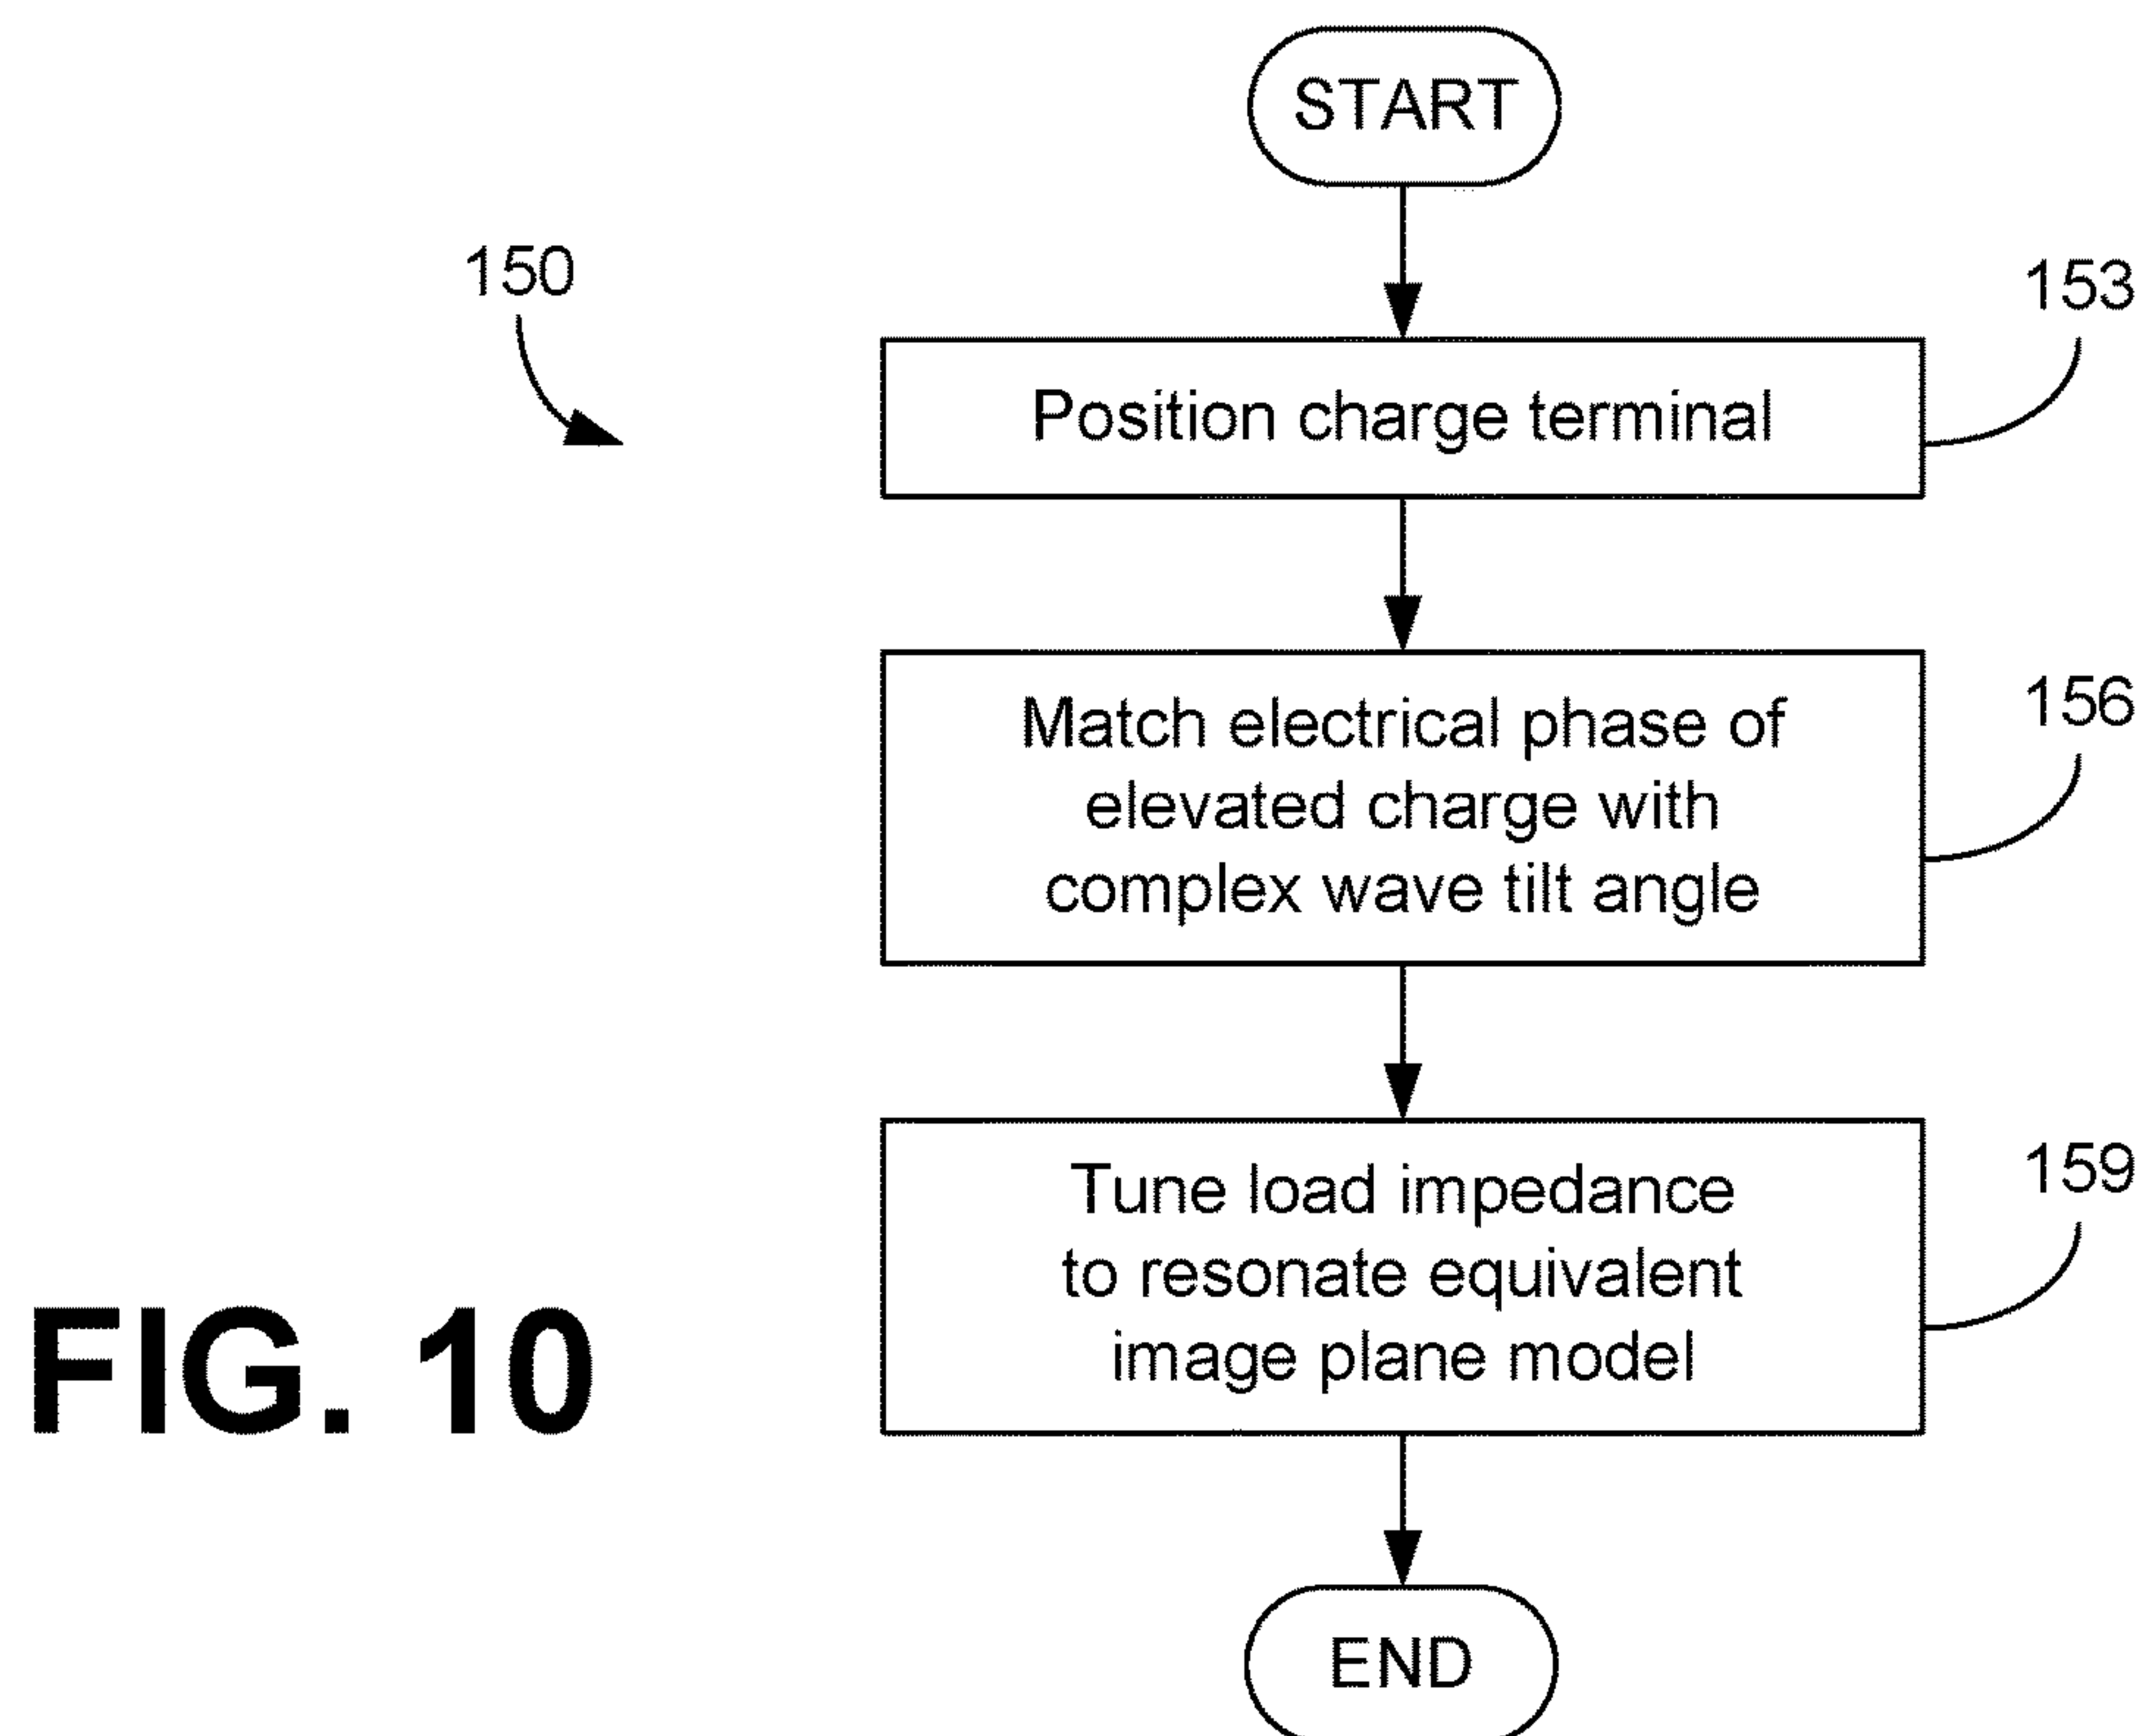 START
150
153
Position charge terminal
156
Match electrical phase of
elevated charge with
complex wave tilt angle
159
Tune load impedance
to resonate equivalent
image plane model
FIG. 10
END